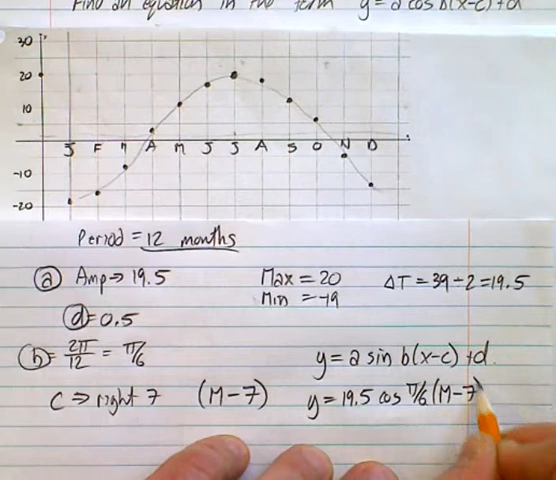 Find an equation in the form y = a cos b(x-c)+d
30
20
10
J F M A M J J A S O N D
-10
-20
Period = 12 months
a Amp → 19.5 Max = 20 ΔT = 39 ÷ 2 = 19.5
Min = -19
d = 0.5
b = 2π/12 = π/6 y = a sin b(x-c) + d
C ⇒ right 7 (M-7) y = 19.5 cos π/6 (M-7